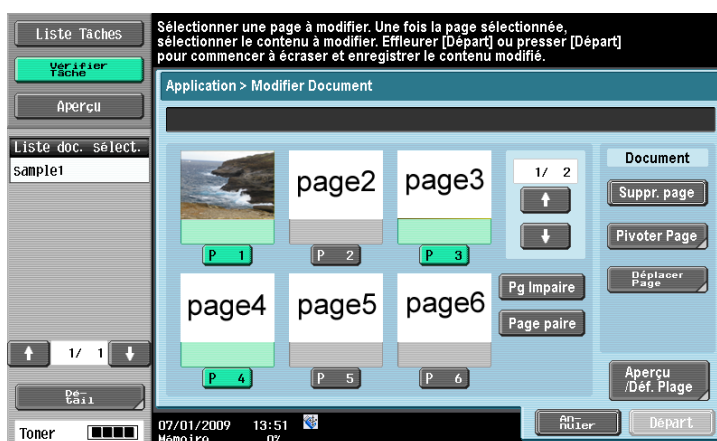 Liste Tâches
Vérifier
Tâche
Aperçu
Liste doc. sélect.
sample1
1/ 1
Dé-
tail
Toner
Sélectionner une page à modifier. Une fois la page sélectionnée,
sélectionner le contenu à modifier. Effleurer [Départ] ou presser [Départ]
pour commencer à écraser et enregistrer le contenu modifié.
Application > Modifier Document
page2
page3
P 1
P 2
P 3
page4
page5
page6
P 4
P 5
P 6
1/ 2
Pg Impaire
Page paire
Document
Suppr. page
Pivoter Page
Déplacer
Page
Aperçu
/Déf. Plage
07/01/2009 13:51
Mémoire 0%
An-
nuler
Départ